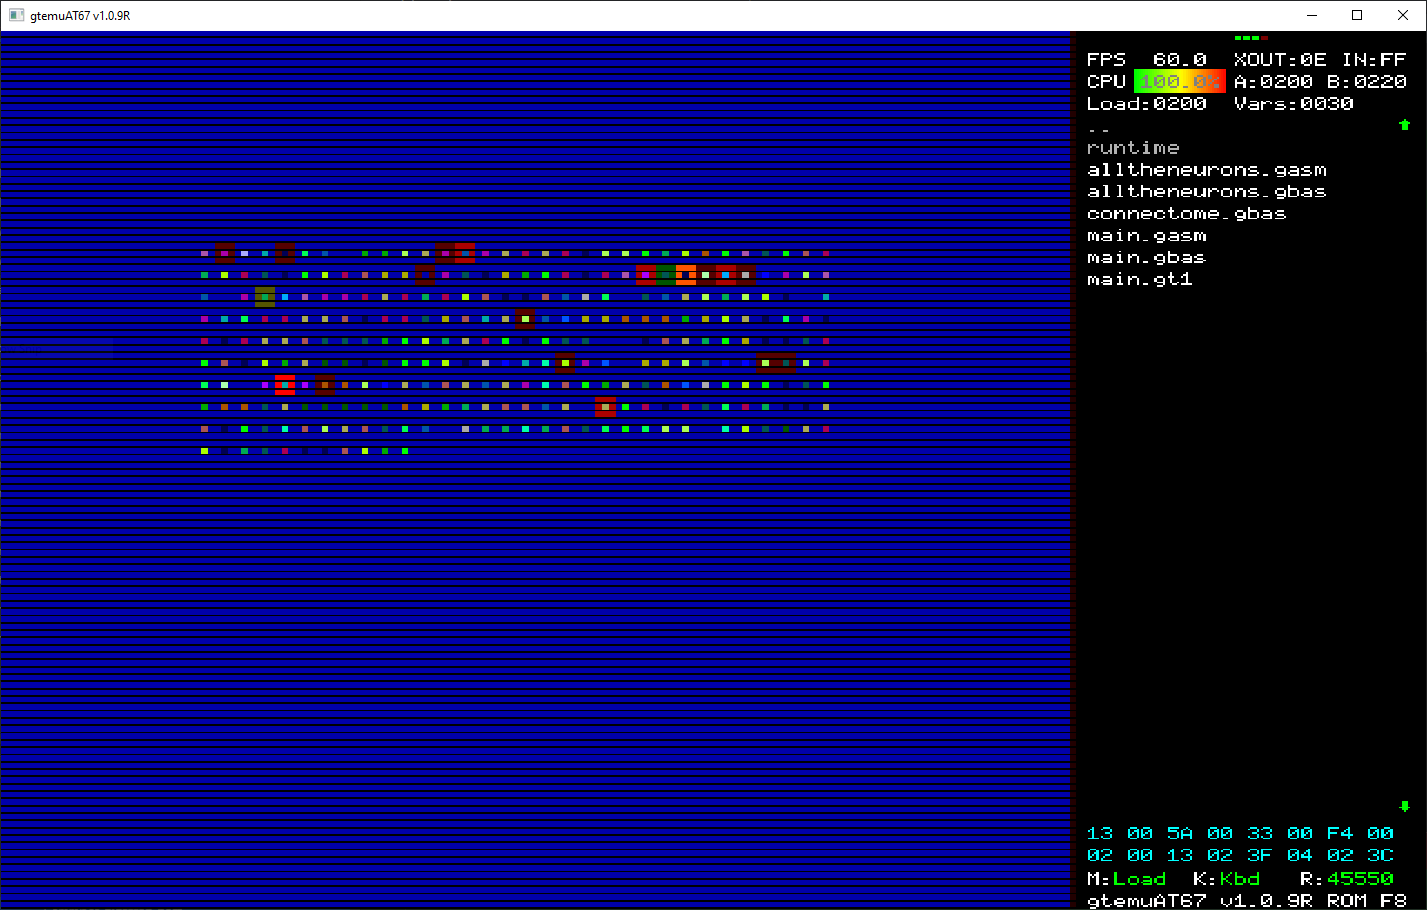 gtemuAT67 v1.0.9R
FPS 60.0 XOUT:0E IN:FF
CPU 100.0% A:0200 B:0220
Load:0200 Vars:0030
..
runtime
alltheneurons.gasm
alltheneurons.gbas
connectome.gbas
main.gasm
main.gbas
main.gt1
13 00 5A 00 33 00 F4 00
02 00 13 02 3F 04 02 3C
M:Load K:Kbd R:45550
gtemuAT67 v1.0.9R ROM F8